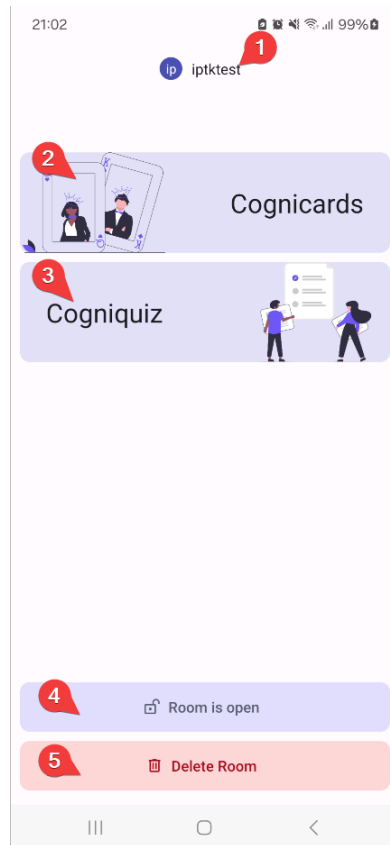 21:02
99%
1
ip iptktest
2
K
Cognicards
3
Cogniquiz
4
Room is open
5
Delete Room